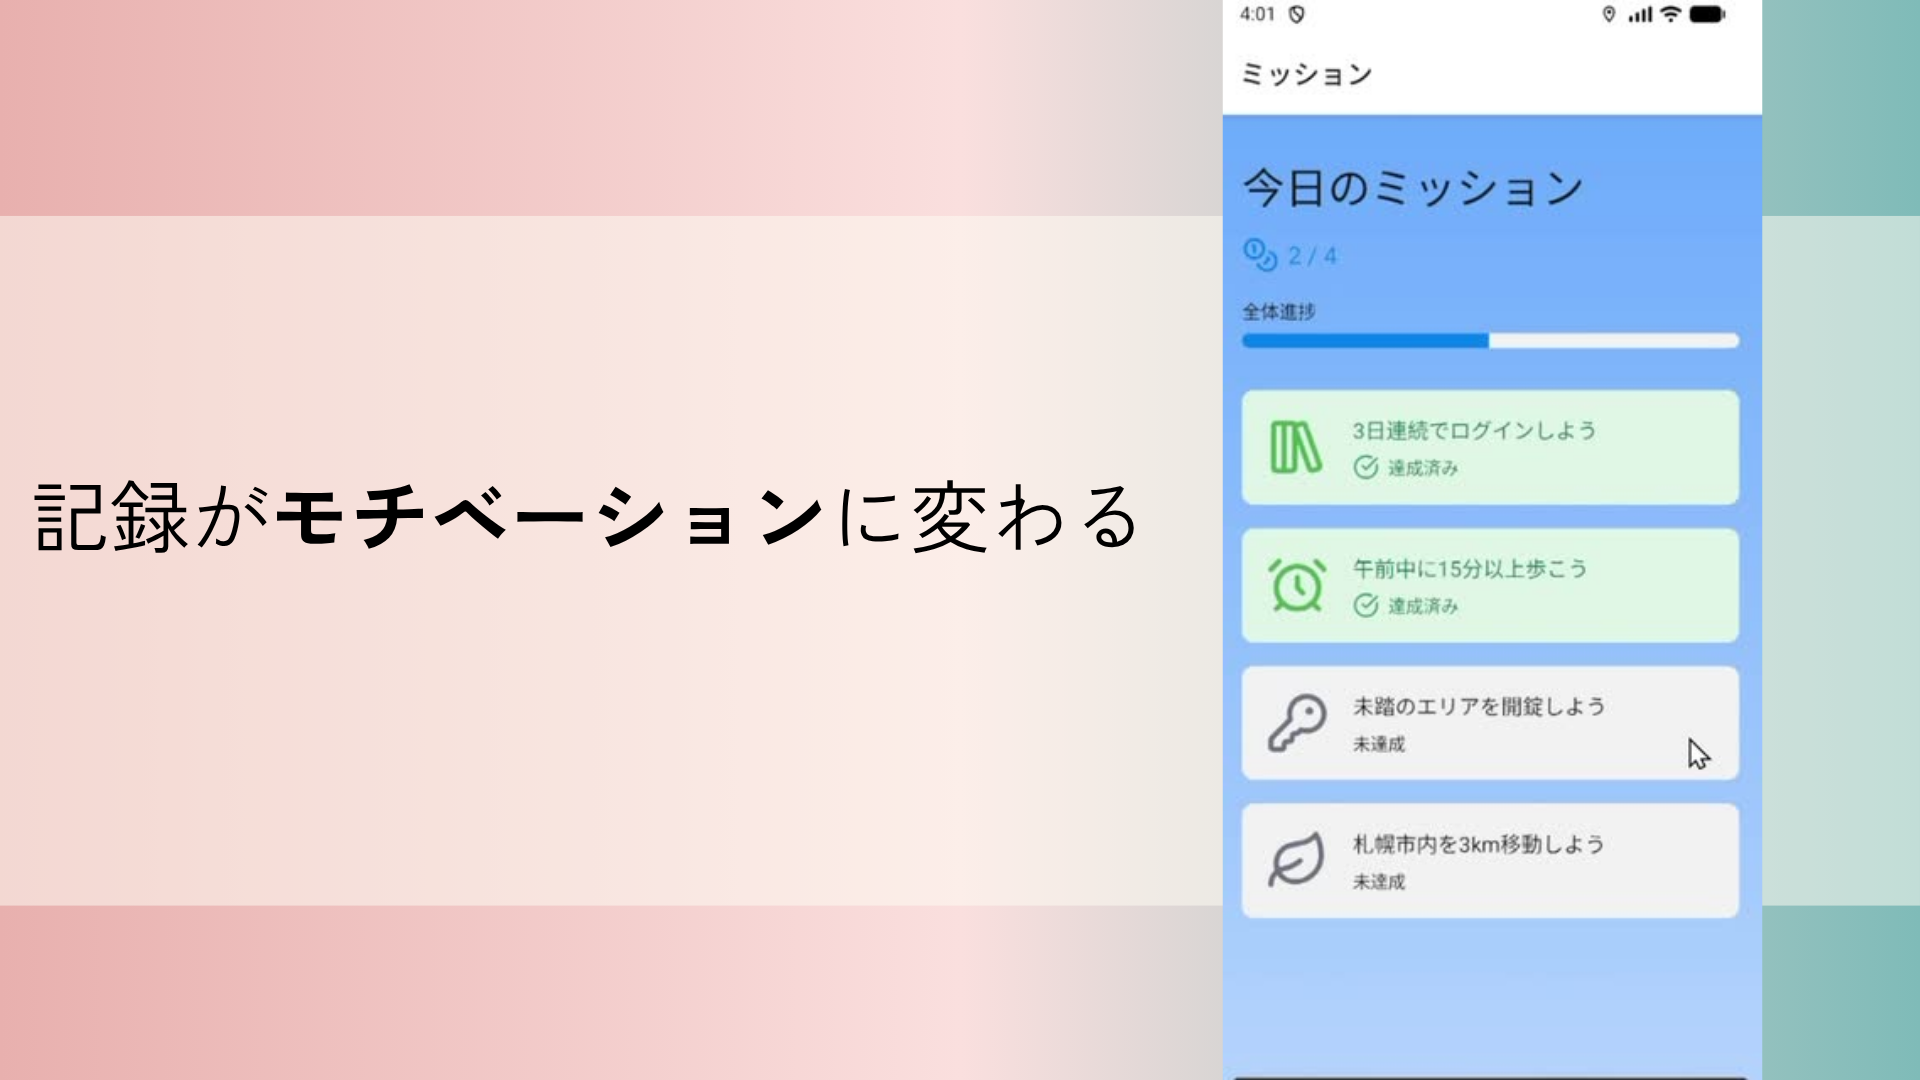 記録がモチベーションに変わる
4:01
ミッション
今日のミッション
2 / 4
全体進捗
3日連続でログインしよう
達成済み
午前中に15分以上歩こう
達成済み
未踏のエリアを開錠しよう
未達成
札幌市内を3km移動しよう
未達成